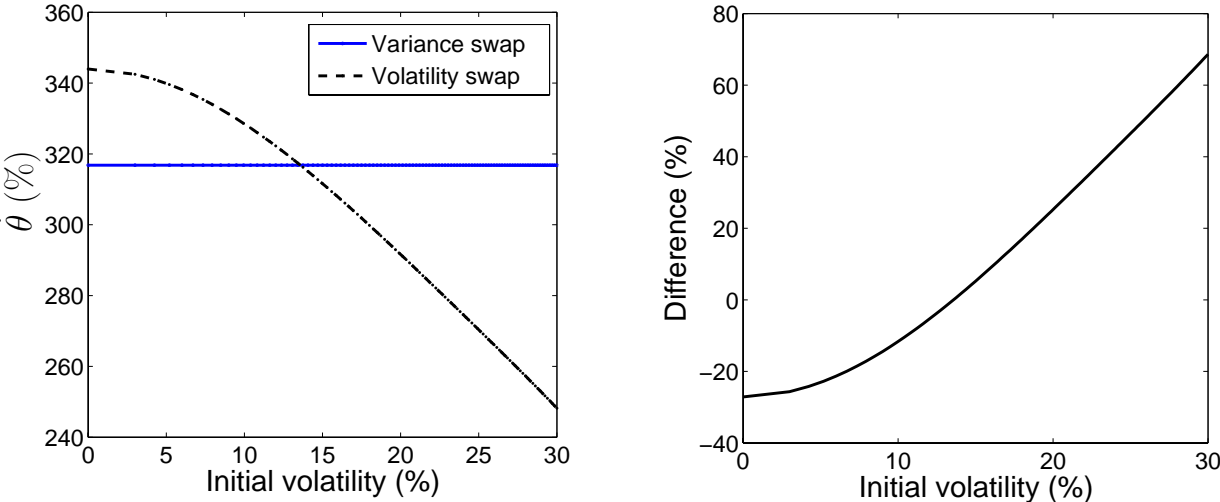 360
340
320
300
280
260
240
θ (%)
Variance swap
Volatility swap
0 5 10 15 20 25 30
Initial volatility (%)
80
60
40
20
0
−20
−40
Difference (%)
0 10 20 30
Initial volatility (%)